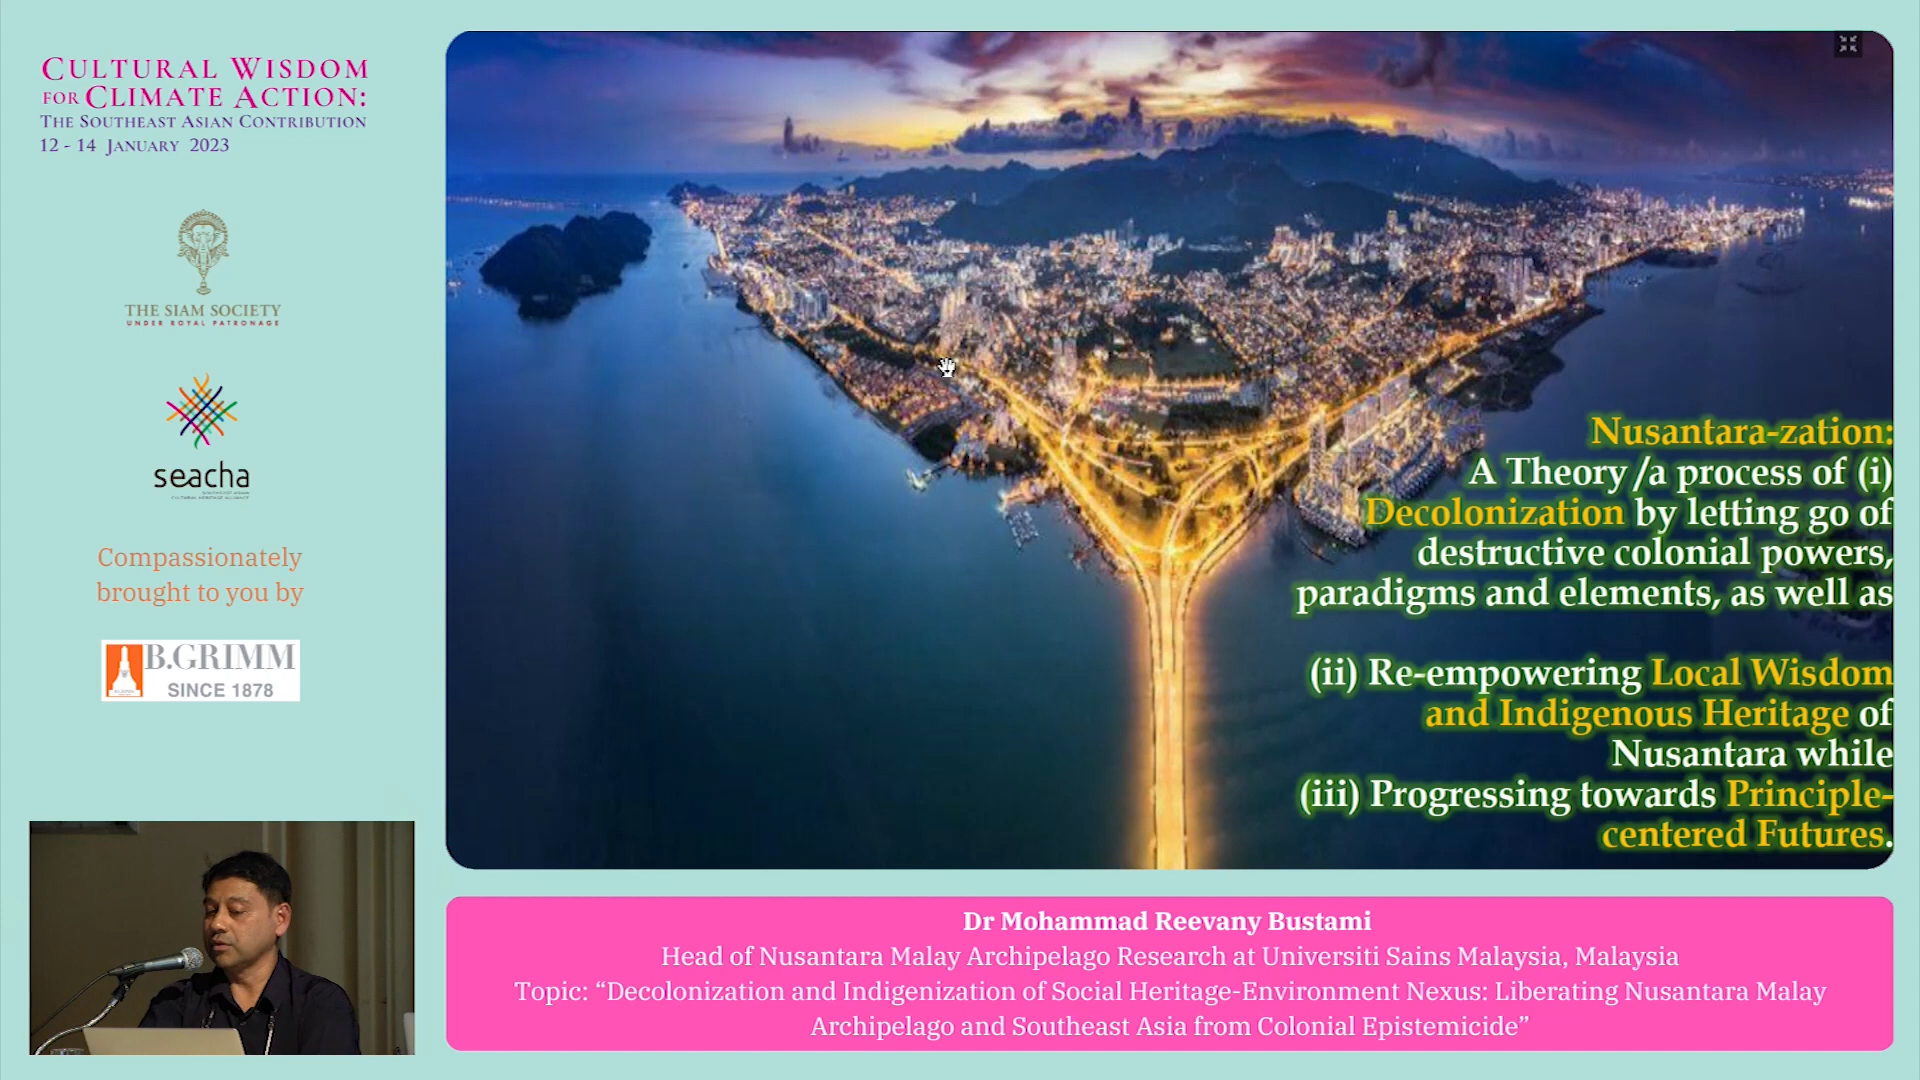 CULTURAL WISDOM
FOR CLIMATE ACTION:
THE SOUTHEAST ASIAN CONTRIBUTION
12 - 14 JANUARY 2023
THE SIAM SOCIETY
UNDER ROYAL PATRONAGE
seacha
SOUTHEAST ASIAN
CULTURAL HERITAGE ALLIANCE
Compassionately
brought to you by
B.GRIMM
SINCE 1878
Nusantara-zation:
A Theory/a process of (i)
Decolonization by letting go of
destructive colonial powers,
paradigms and elements, as well as
(ii) Re-empowering Local Wisdom
and Indigenous Heritage of
Nusantara while
(iii) Progressing towards Principle-
centered Futures.
Dr Mohammad Reevany Bustami
Head of Nusantara Malay Archipelago Research at Universiti Sains Malaysia, Malaysia
Topic: “Decolonization and Indigenization of Social Heritage-Environment Nexus: Liberating Nusantara Malay
Archipelago and Southeast Asia from Colonial Epistemicide”